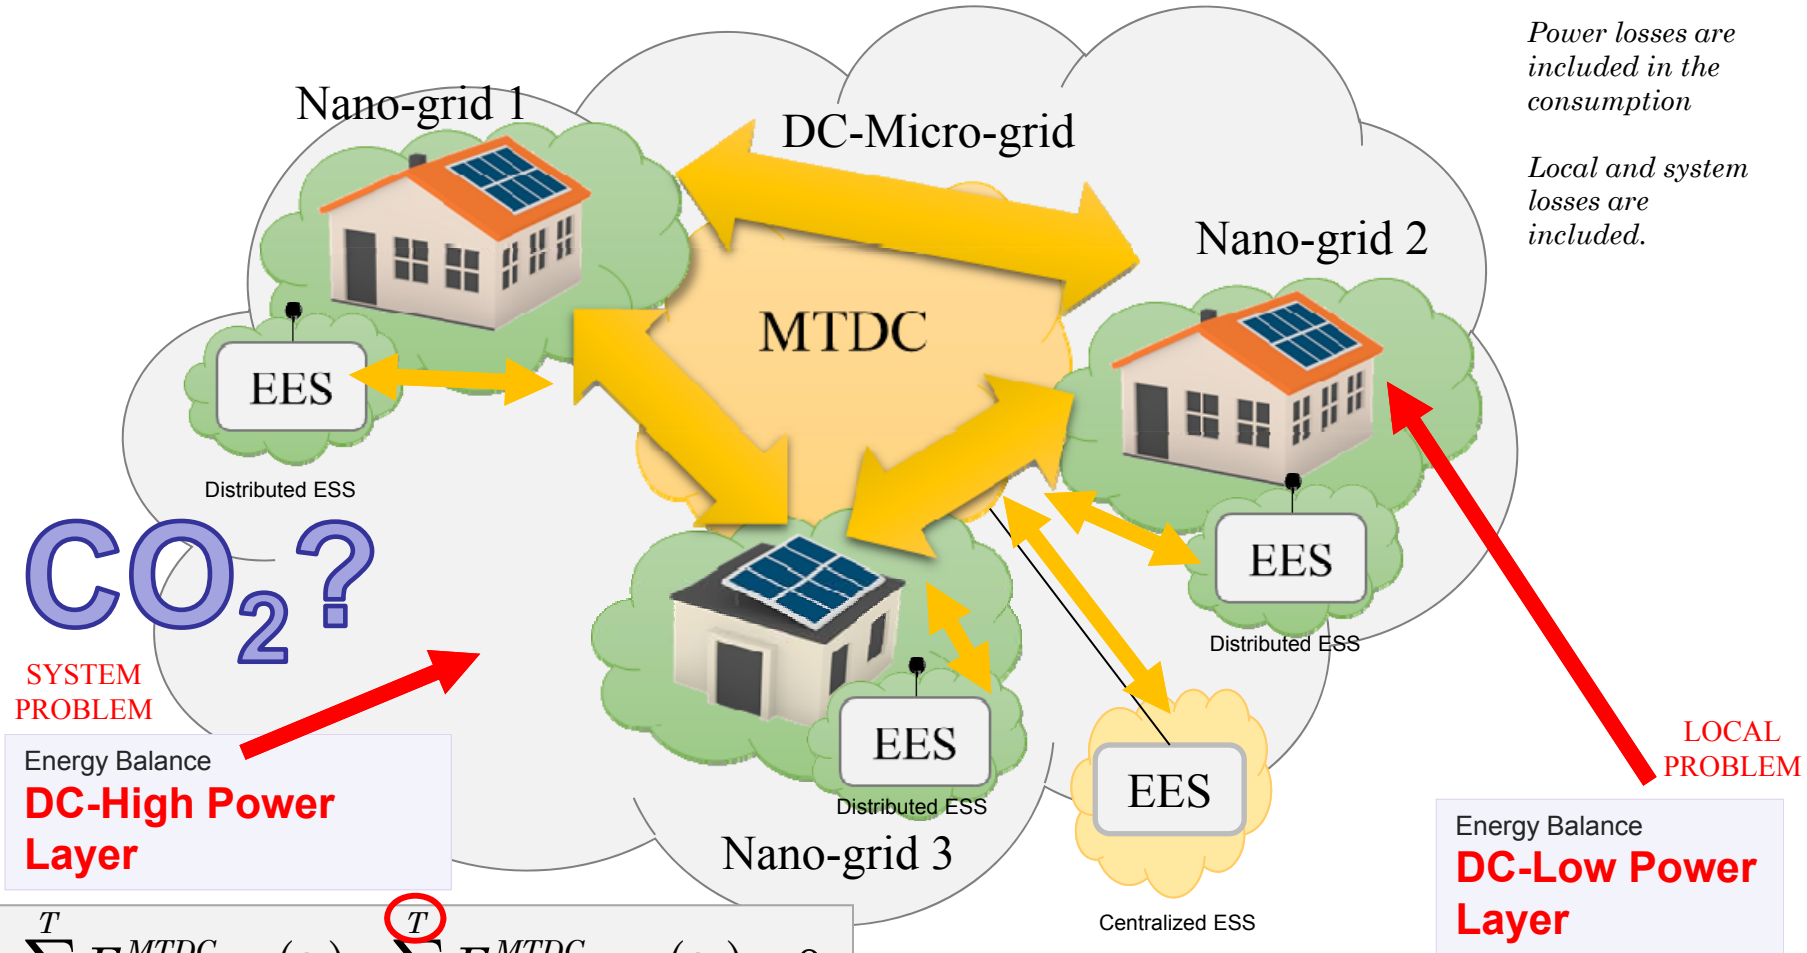 Power losses are
included in the
consumption
Local and system
losses are
included.
Nano-grid 1
DC-Micro-grid
Nano-grid 2
MTDC
EES
Distributed ESS
EES
Distributed ESS
CO₂?
SYSTEM
PROBLEM
Energy Balance
DC-High Power
Layer
EES
Distributed ESS
Nano-grid 3
EES
Centralized ESS
LOCAL
PROBLEM
Energy Balance
DC-Low Power
Layer
T T